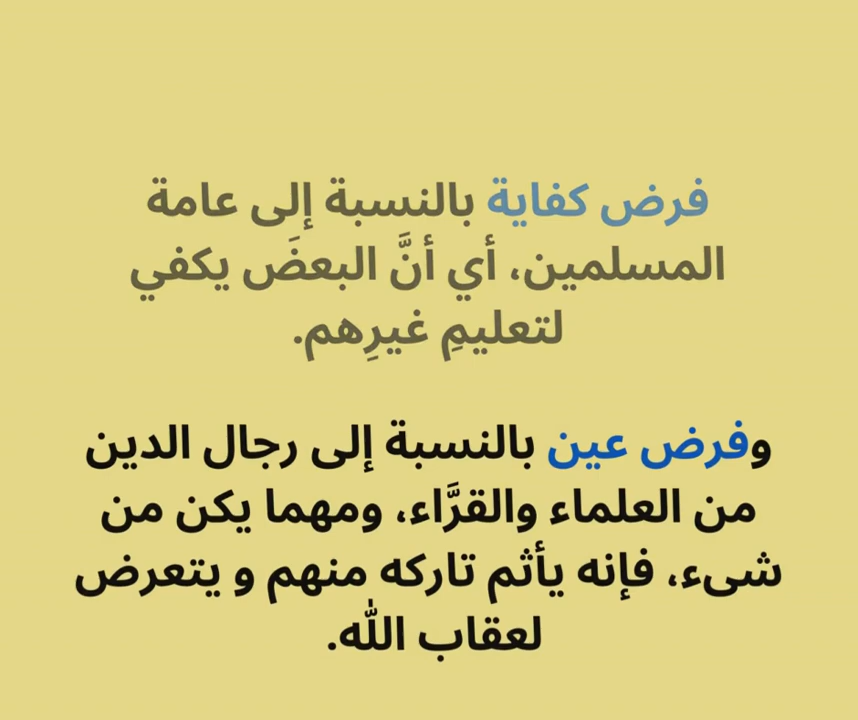 فرض كفاية بالنسبة إلى عامة
المسلمين، أي أنَّ البعضَ يكفي
لتعليمِ غيرِهم.
وفرض عين بالنسبة إلى رجال الدين
من العلماء والقرَّاء، ومهما يكن من
شىء، فإنه يأثم تاركه منهم و يتعرض
لعقاب الله.